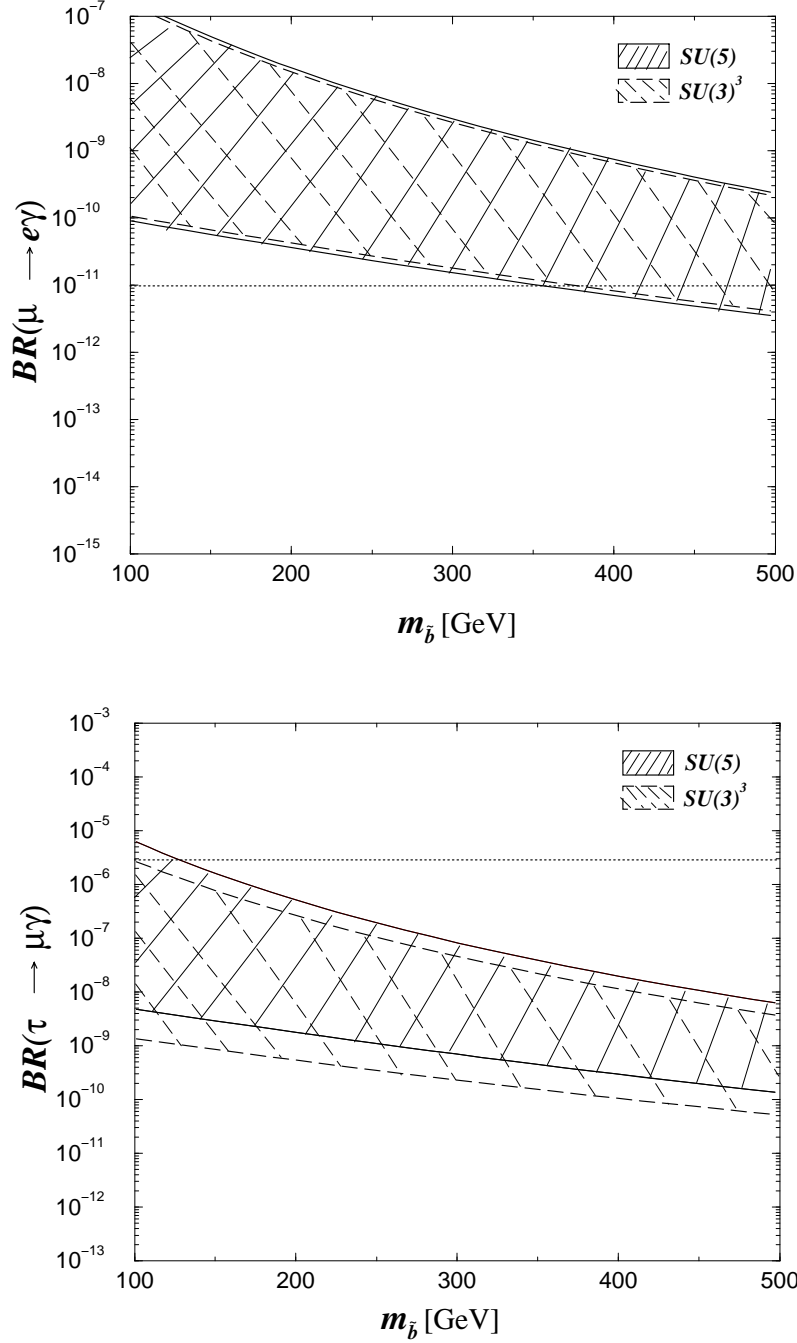 10⁻⁷
10⁻⁸
10⁻⁹
10⁻¹⁰
10⁻¹¹
10⁻¹²
10⁻¹³
10⁻¹⁴
10⁻¹⁵
BR(μ → eγ)
SU(5)
SU(3)³
100 200 300 400 500
m_b̃ [GeV]
10⁻³
10⁻⁴
10⁻⁵
10⁻⁶
10⁻⁷
10⁻⁸
10⁻⁹
10⁻¹⁰
10⁻¹¹
10⁻¹²
10⁻¹³
BR(τ → μγ)
SU(5)
SU(3)³
100 200 300 400 500
m_b̃ [GeV]